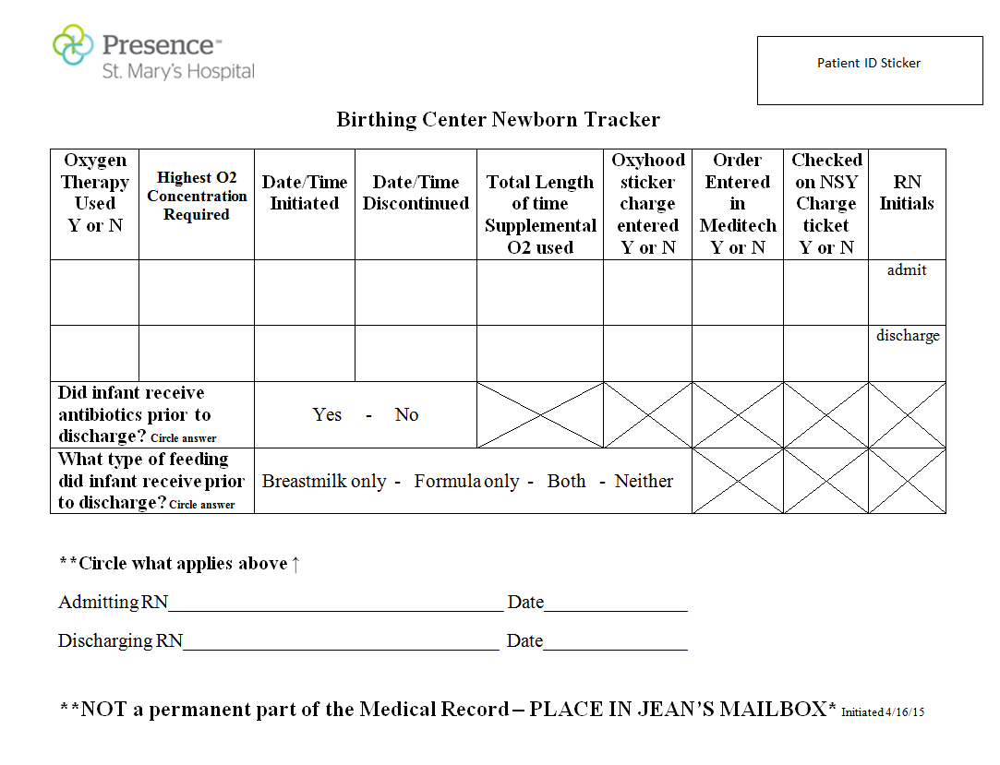 Presence™
St. Mary's Hospital
Patient ID Sticker
Birthing Center Newborn Tracker
Oxygen
Therapy
Used
Y or N
Highest O2
Concentration
Required
Date/Time
Initiated
Date/Time
Discontinued
Total Length
of time
Supplemental
O2 used
Oxyhood
sticker
charge
entered
Y or N
Order
Entered
in
Meditech
Y or N
Checked
on NSY
Charge
ticket
Y or N
RN
Initials
admit
discharge
Did infant receive
antibiotics prior to
discharge? Circle answer
Yes - No
What type of feeding
did infant receive prior
to discharge? Circle answer
Breastmilk only - Formula only - Both - Neither
**Circle what applies above ↑
Admitting RN___________________________________ Date_______________
Discharging RN_________________________________ Date_______________
**NOT a permanent part of the Medical Record – PLACE IN JEAN'S MAILBOX* Initiated 4/16/15